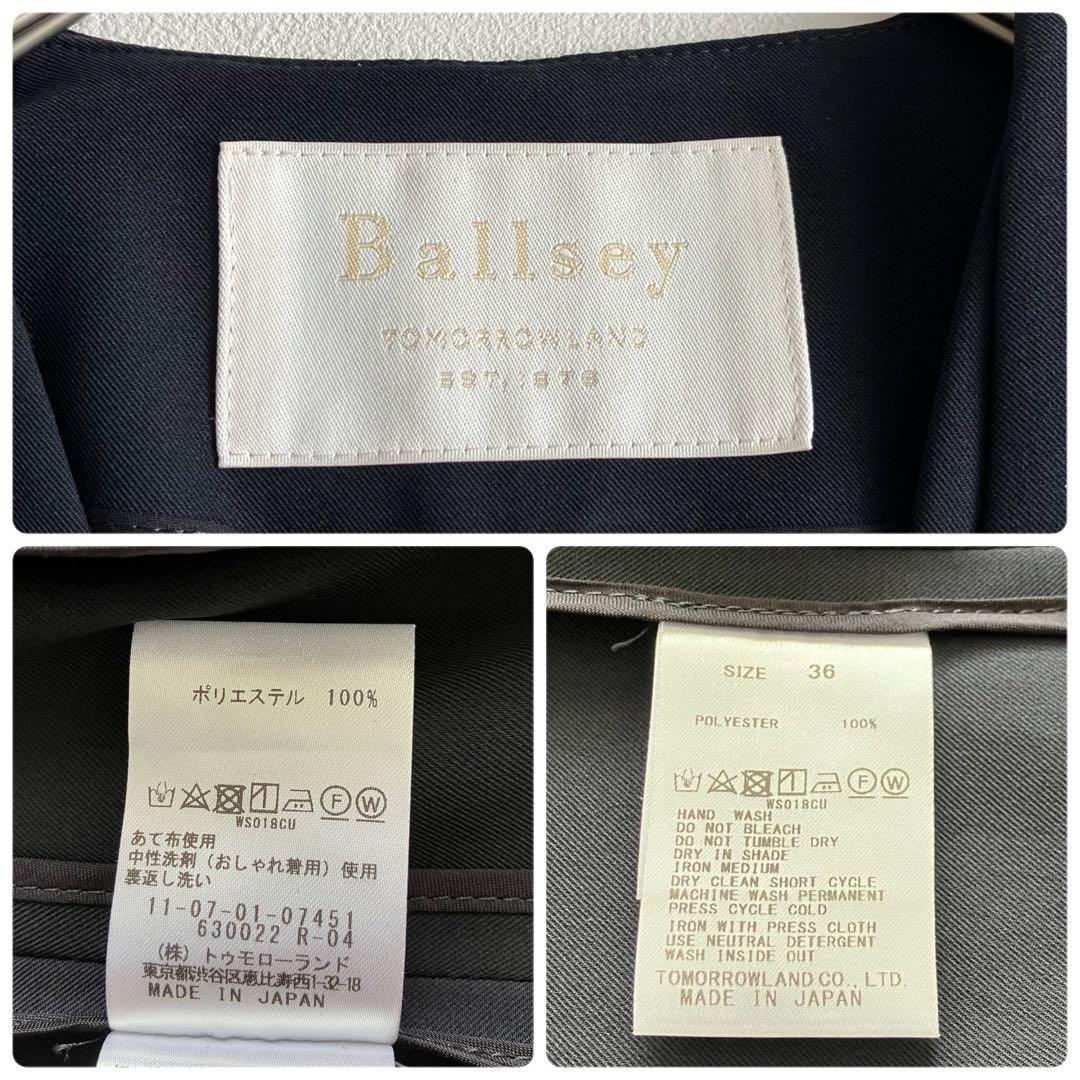 Ballsey
TOMORROWLAND
EST.1978
ポリエステル 100%
F W
WS018CU
あて布使用
中性洗剤（おしゃれ着用）使用
裏返し洗い
11-07-01-07451
630022 R-04
（株）トゥモローランド
東京都渋谷区恵比寿西1-32-18
MADE IN JAPAN
SIZE 36
POLYESTER 100%
F W
WS018CU
HAND WASH
DO NOT BLEACH
DO NOT TUMBLE DRY
DRY IN SHADE
IRON MEDIUM
DRY CLEAN SHORT CYCLE
MACHINE WASH PERMANENT
PRESS CYCLE COLD
IRON WITH PRESS CLOTH
USE NEUTRAL DETERGENT
WASH INSIDE OUT
TOMORROWLAND CO., LTD.
MADE IN JAPAN